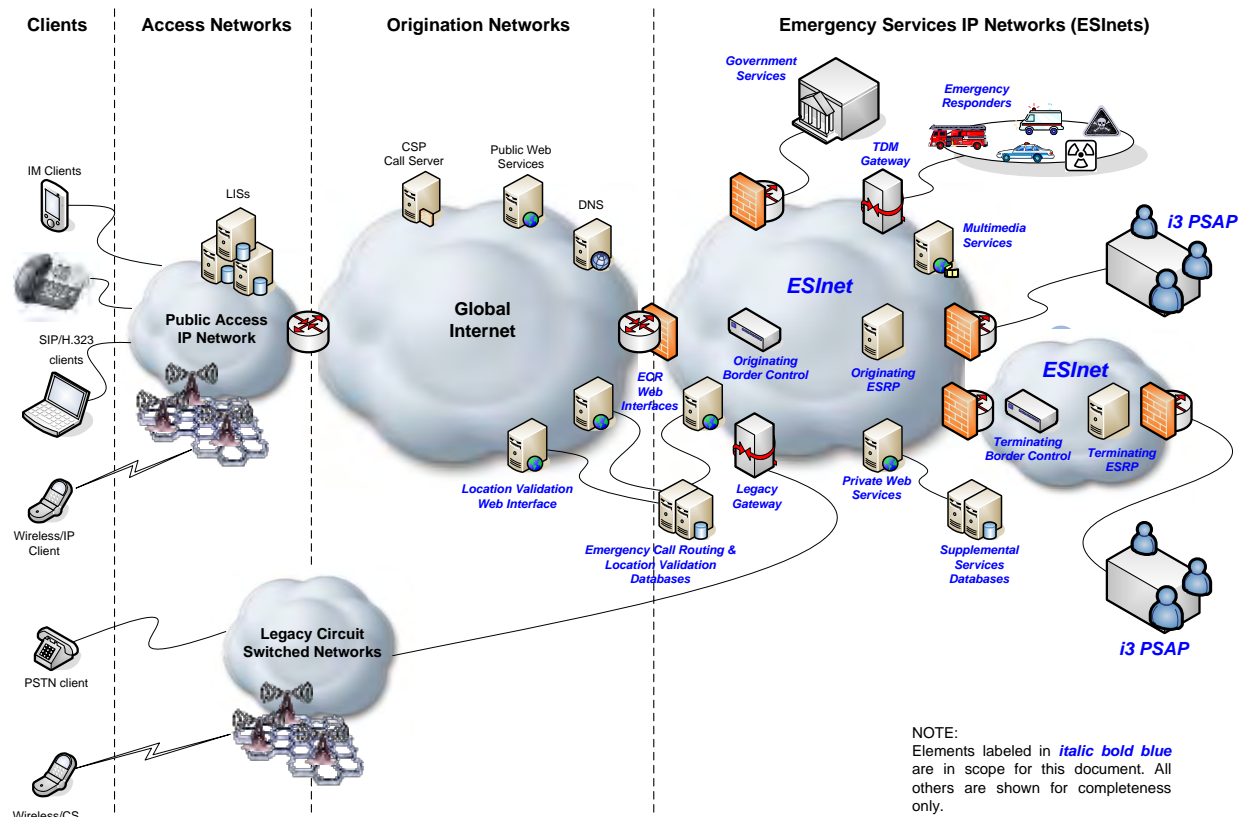 Clients
Access Networks
Origination Networks
Emergency Services IP Networks (ESInets)
Government
Services
Emergency
Responders
TDM
Gateway
CSP
Call Server
Public Web
Services
DNS
IM Clients
LISs
Multimedia
Services
i3 PSAP
ESInet
Global
Internet
Public Access
IP Network
SIP/H.323
clients
Originating
Border Control
Originating
ESRP
ECR
Web
Interfaces
ESInet
Terminating
Border Control
Terminating
ESRP
Location Validation
Web Interface
Legacy
Gateway
Private Web
Services
Wireless/IP
Client
Emergency Call Routing &
Location Validation
Databases
Supplemental
Services
Databases
Legacy Circuit
Switched Networks
i3 PSAP
PSTN client
NOTE:
Elements labeled in italic bold blue
are in scope for this document. All
others are shown for completeness
only.
Wireless/CS